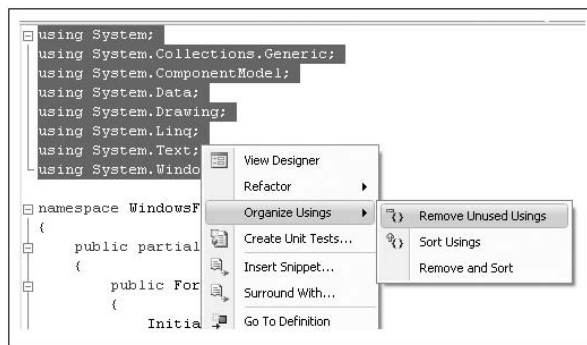 using System;
using System.Collections.Generic;
using System.ComponentModel;
using System.Data;
using System.Drawing;
using System.Linq;
using System.Text;
using System.Windo
View Designer
Refactor
Organize Usings
Create Unit Tests...
Insert Snippet...
Surround With...
Go To Definition
Remove Unused Usings
Sort Usings
Remove and Sort
namespace WindowsF
{
public partial
{
public For
{
Initia